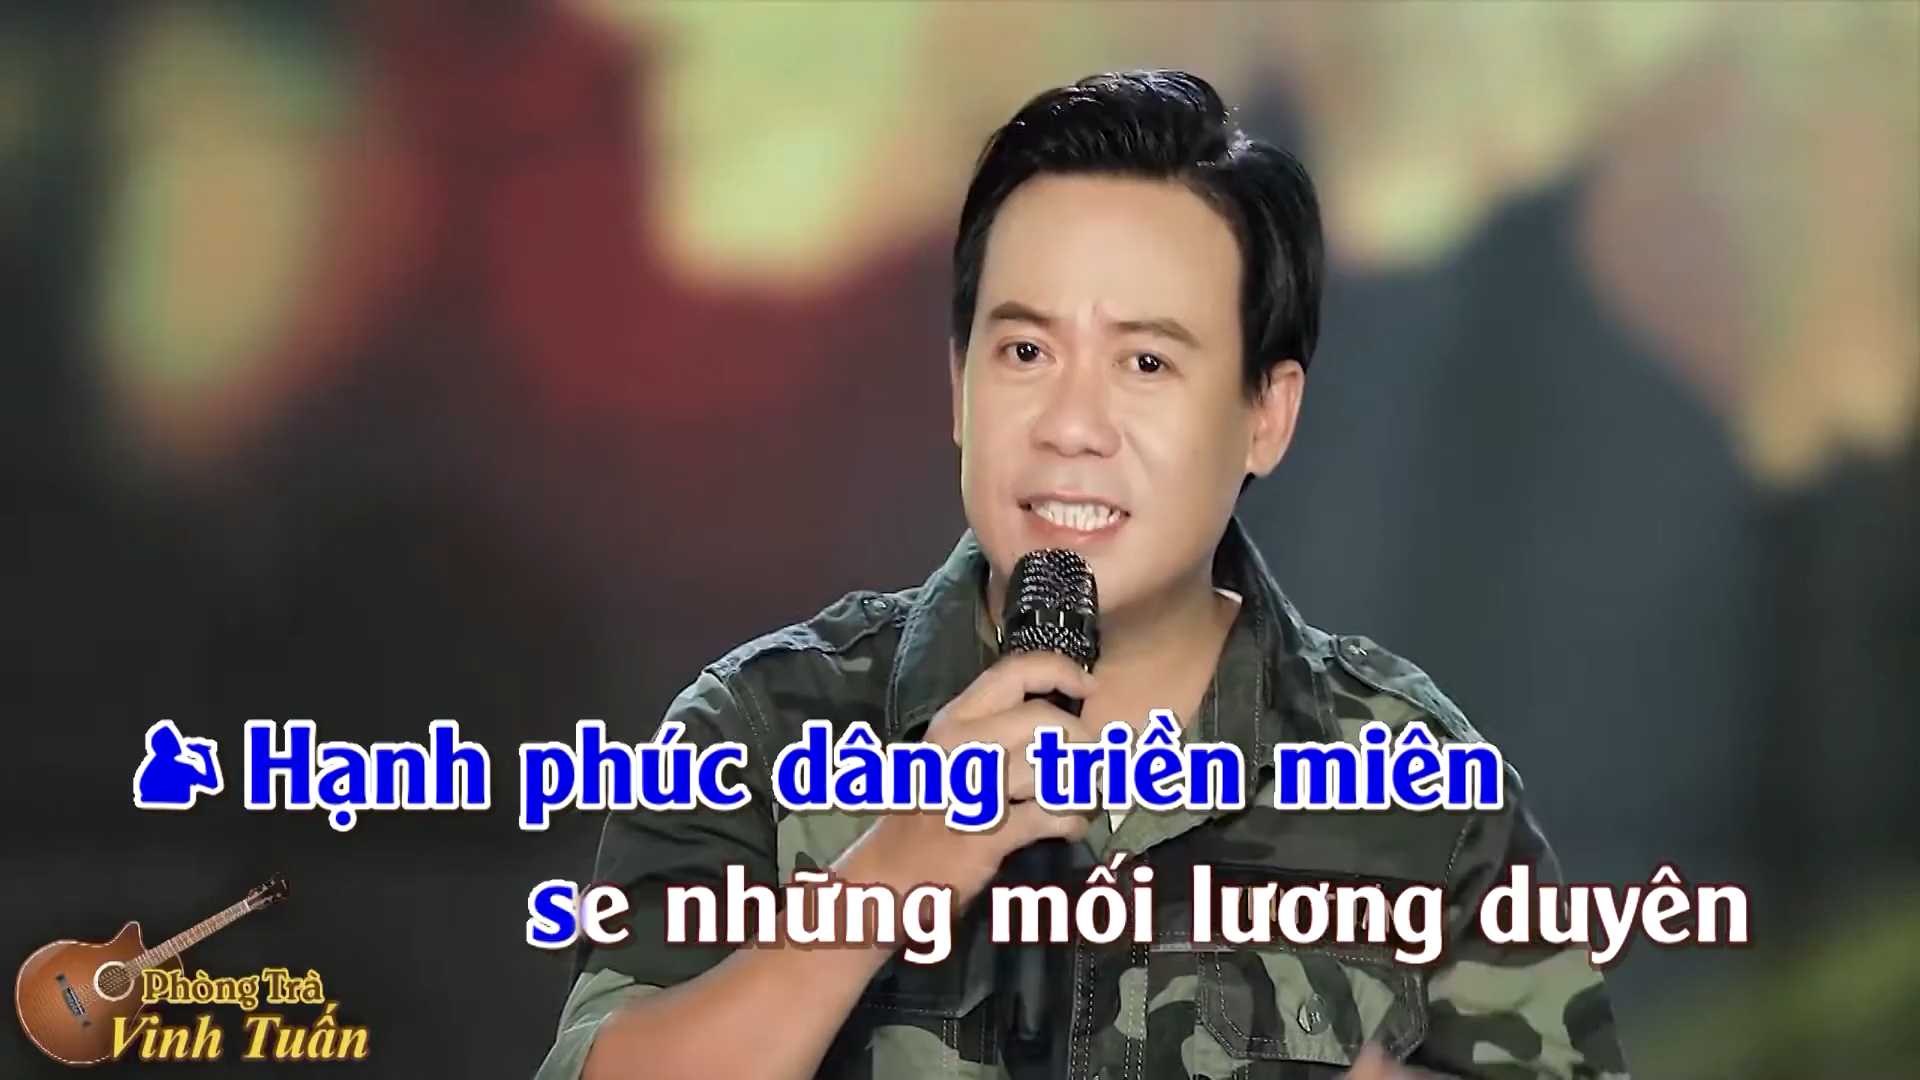 Hạnh phúc dâng triền miên
se những mối lương duyên
Phòng Trà
Vinh Tuấn